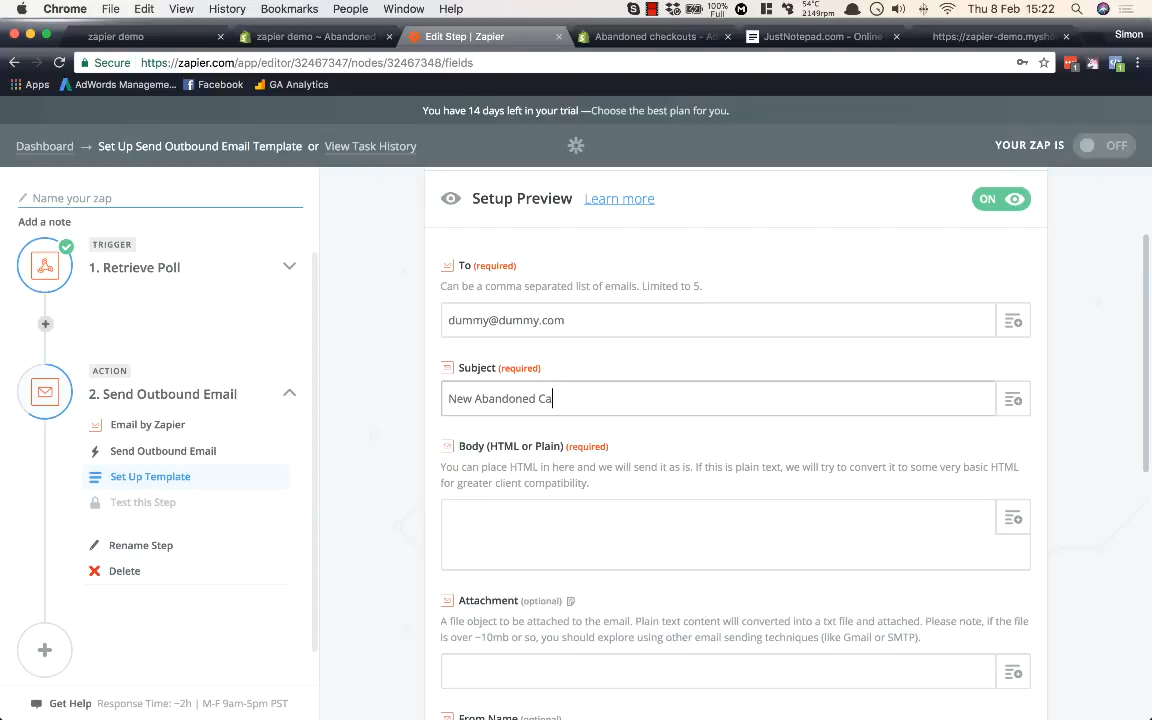 Chrome File Edit View History Bookmarks People Window Help 100% Full 54°C 2149rpm Thu 8 Feb 15:22
zapier demo
zapier demo ~ Abandoned
Edit Step | Zapier
Abandoned checkouts - Ad
JustNotepad.com - Online
https://zapier-demo.mysho
Simon
Secure https://zapier.com/app/editor/32467347/nodes/32467348/fields
Apps AdWords Manageme... Facebook GA Analytics
You have 14 days left in your trial —Choose the best plan for you.
Dashboard → Set Up Send Outbound Email Template or View Task History
YOUR ZAP IS OFF
Name your zap
Add a note
TRIGGER
1. Retrieve Poll
ACTION
2. Send Outbound Email
Email by Zapier
Send Outbound Email
Set Up Template
Test this Step
Rename Step
Delete
Get Help Response Time: ~2h | M-F 9am-5pm PST
Setup Preview Learn more ON
To (required)
Can be a comma separated list of emails. Limited to 5.
dummy@dummy.com
Subject (required)
New Abandoned Ca
Body (HTML or Plain) (required)
You can place HTML in here and we will send it as is. If this is plain text, we will try to convert it to some very basic HTML
for greater client compatibility.
Attachment (optional)
A file object to be attached to the email. Plain text content will converted into a txt file and attached. Please note, if the file
is over ~10mb or so, you should explore using other email sending techniques (like Gmail or SMTP).
From Name (optional)